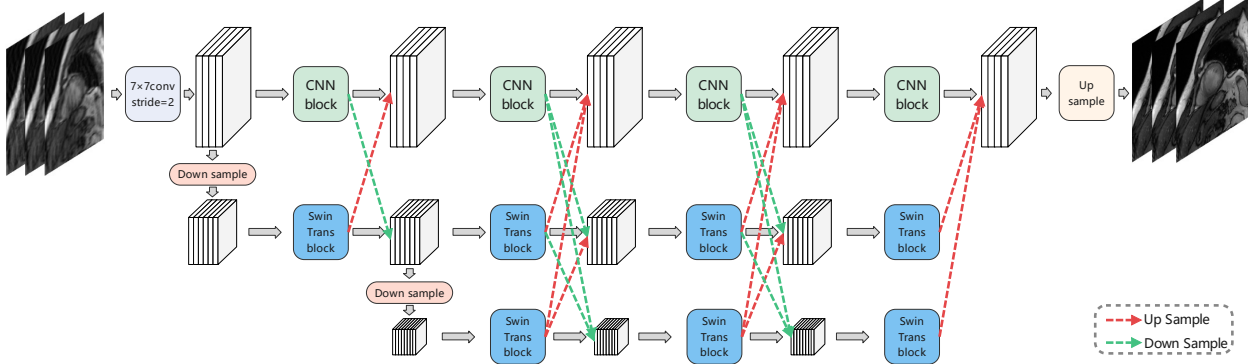 7×7conv
stride=2
CNN
block
CNN
block
CNN
block
CNN
block
Up
sample
Down sample
Swin
Trans
block
Swin
Trans
block
Swin
Trans
block
Swin
Trans
block
Down sample
Swin
Trans
block
Swin
Trans
block
Swin
Trans
block
Up Sample
Down Sample